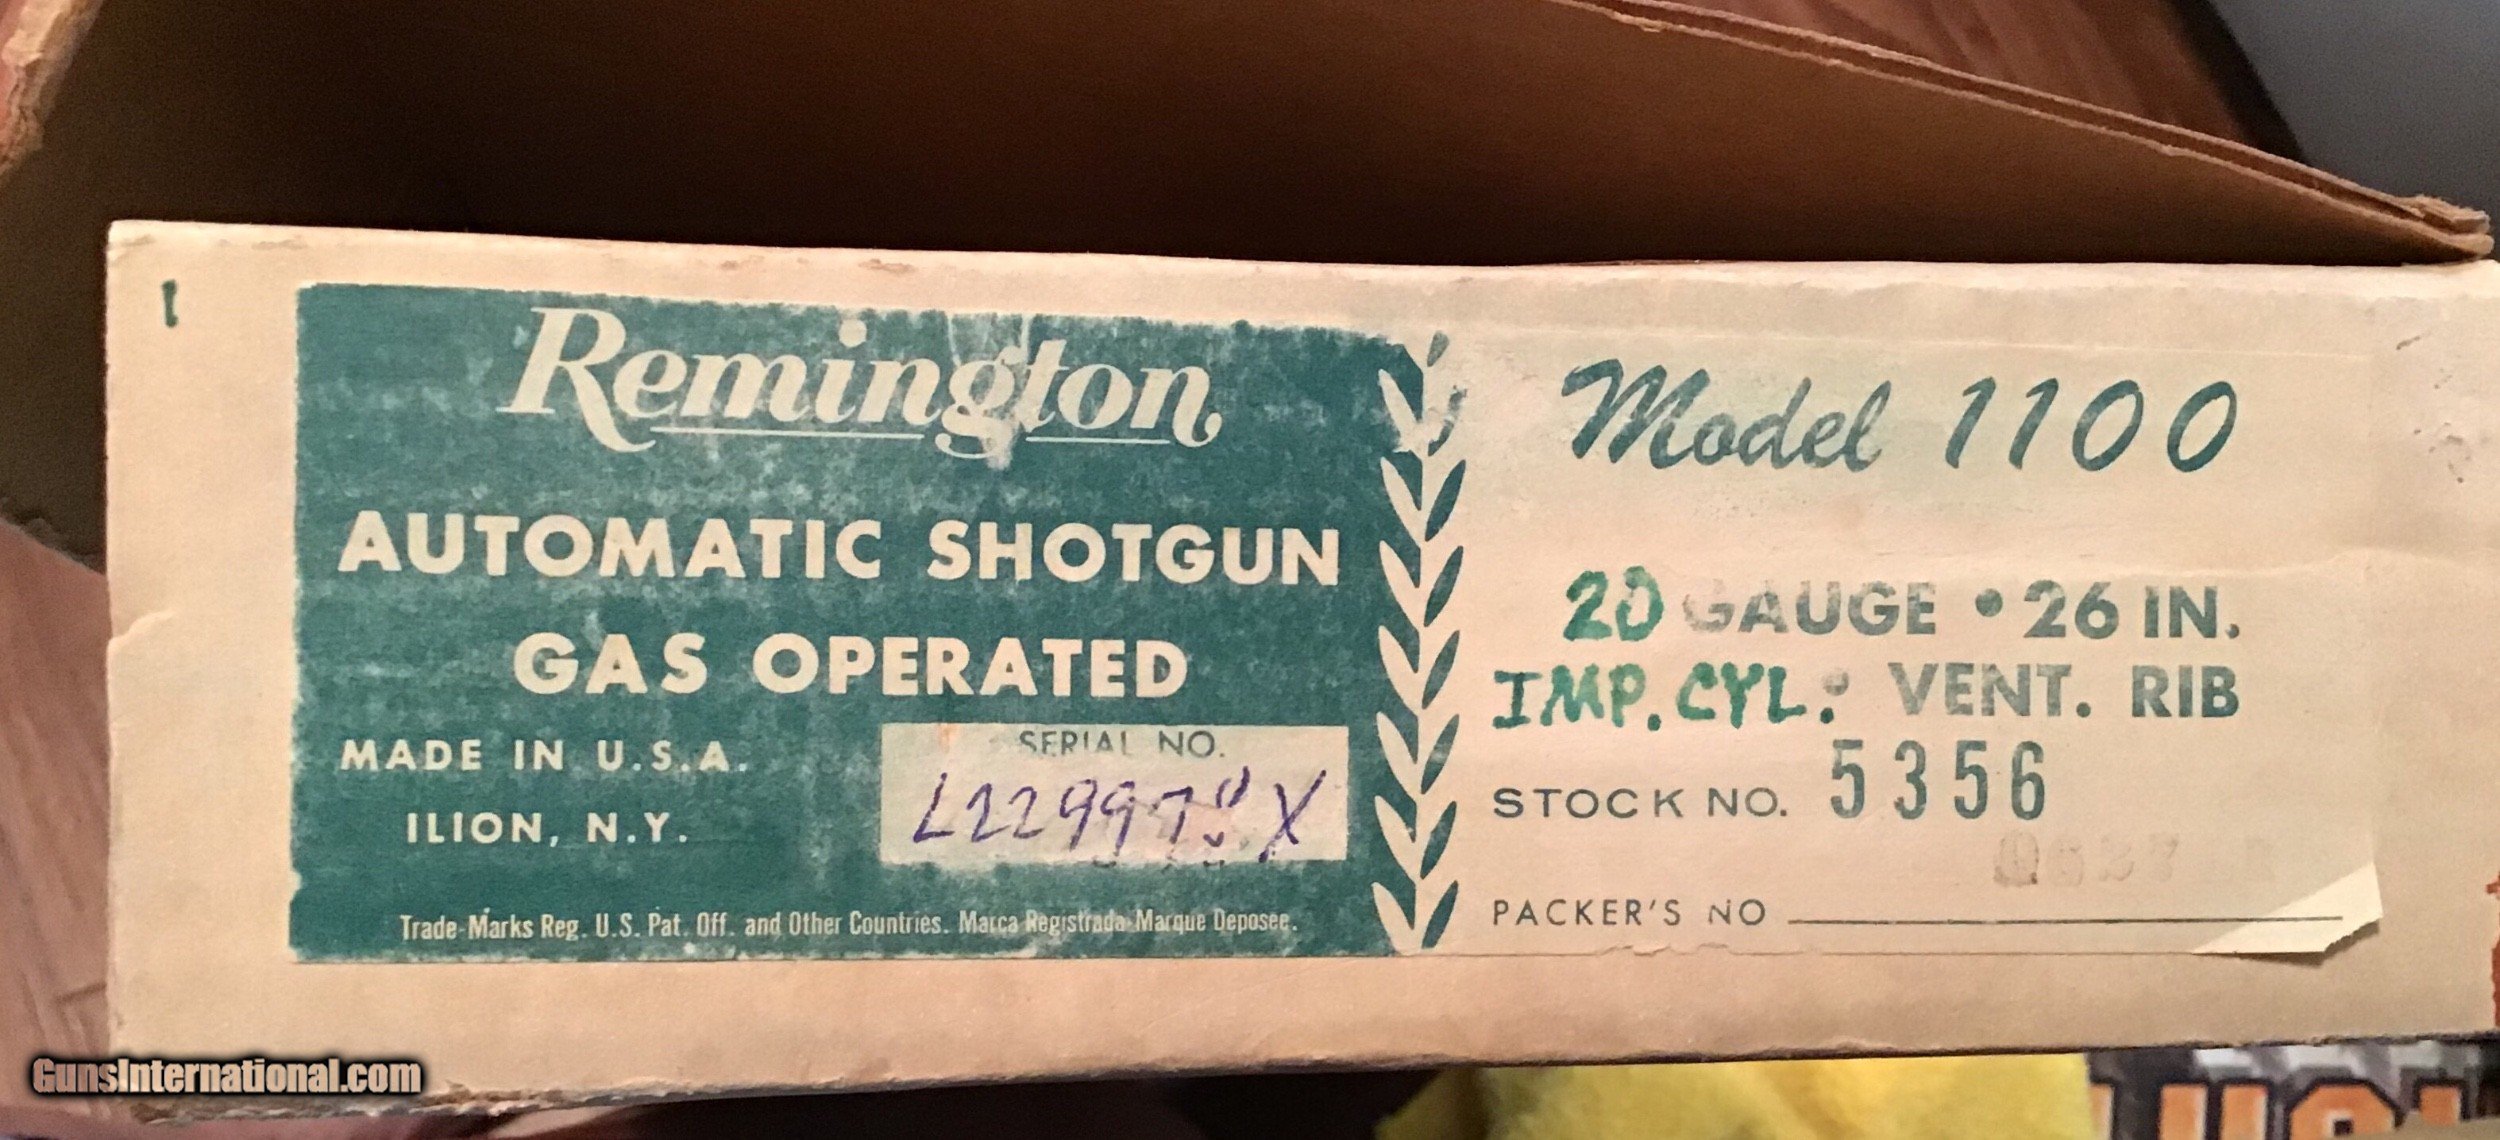 Remington
AUTOMATIC SHOTGUN
GAS OPERATED
MADE IN U.S.A.
ILION, N.Y.
SERIAL NO.
Trade-Marks Reg. U.S. Pat. Off. and Other Countries. Marca Registrada-Marque Deposee.
Model 1100
20 GAUGE • 26 IN.
IMP. CYL. VENT. RIB
STOCK NO. 5356
PACKER'S NO
GunsInternational.com